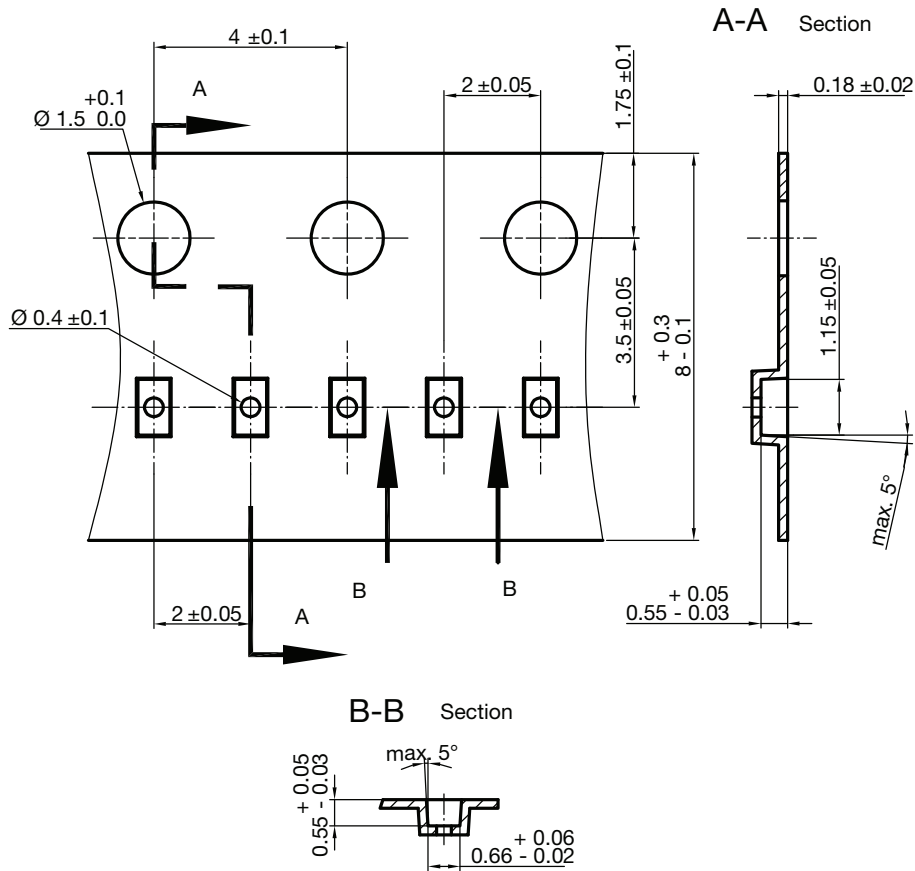 A-A Section
4 ±0.1
A
+0.1
Ø 1.5 0.0
2 ±0.05
1.75 ±0.1
0.18 ±0.02
3.5 ±0.05
+ 0.3
8 - 0.1
1.15 ±0.05
Ø 0.4 ±0.1
max. 5°
B
B
2 ±0.05
A
+ 0.05
0.55 - 0.03
B-B Section
max. 5°
+ 0.05
0.55 - 0.03
+ 0.06
0.66 - 0.02